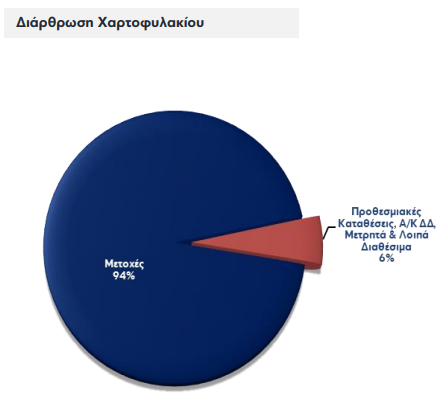 Διάρθρωση Χαρτοφυλακίου
Προθεσμιακές
Καταθέσεις, Α/Κ ΔΔ,
Μετρητά & Λοιπά
Διαθέσιμα
6%
Μετοχές
94%